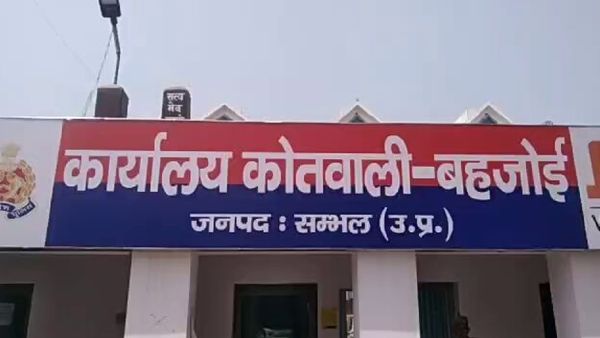 सत्य
मेव
कार्यालय कोतवाली-बहजोई
जनपद : सम्भल (उ.प्र.)